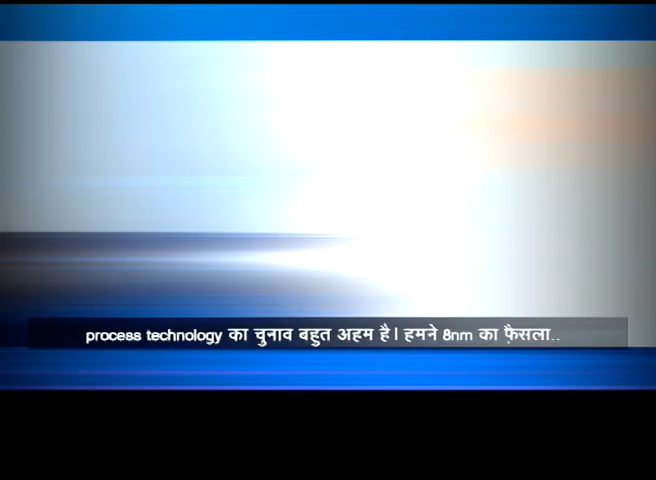 process technology का चुनाव बहुत अहम है। हमने 8nm का फ़ैसला..